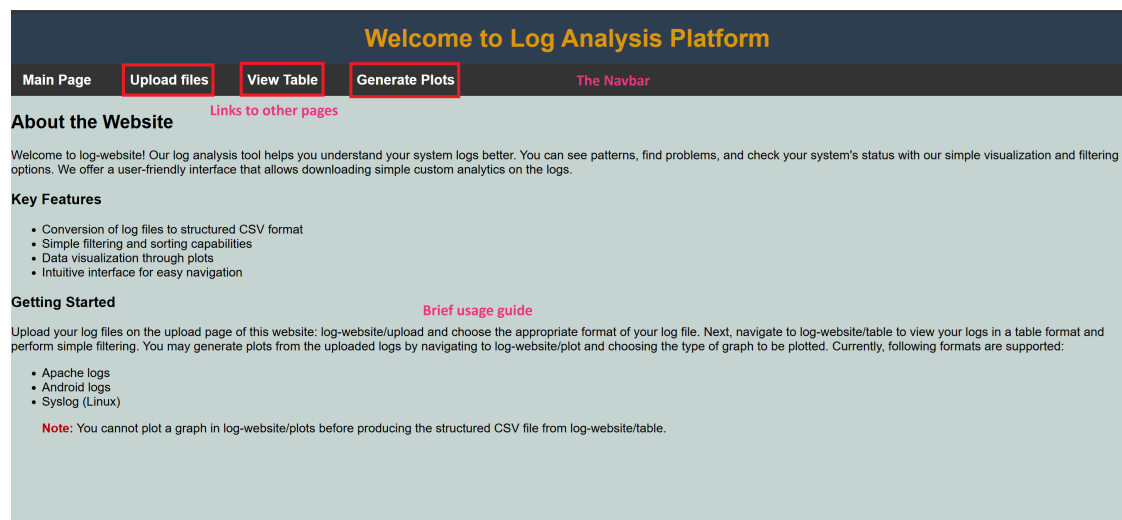 Welcome to Log Analysis Platform
Main Page Upload files View Table Generate Plots The Navbar
Links to other pages
About the Website
Welcome to log-website! Our log analysis tool helps you understand your system logs better. You can see patterns, find problems, and check your system's status with our simple visualization and filtering
options. We offer a user-friendly interface that allows downloading simple custom analytics on the logs.
Key Features
• Conversion of log files to structured CSV format
• Simple filtering and sorting capabilities
• Data visualization through plots
• Intuitive interface for easy navigation
Getting Started
Brief usage guide
Upload your log files on the upload page of this website: log-website/upload and choose the appropriate format of your log file. Next, navigate to log-website/table to view your logs in a table format and
perform simple filtering. You may generate plots from the uploaded logs by navigating to log-website/plot and choosing the type of graph to be plotted. Currently, following formats are supported:
• Apache logs
• Android logs
• Syslog (Linux)
Note: You cannot plot a graph in log-website/plots before producing the structured CSV file from log-website/table.